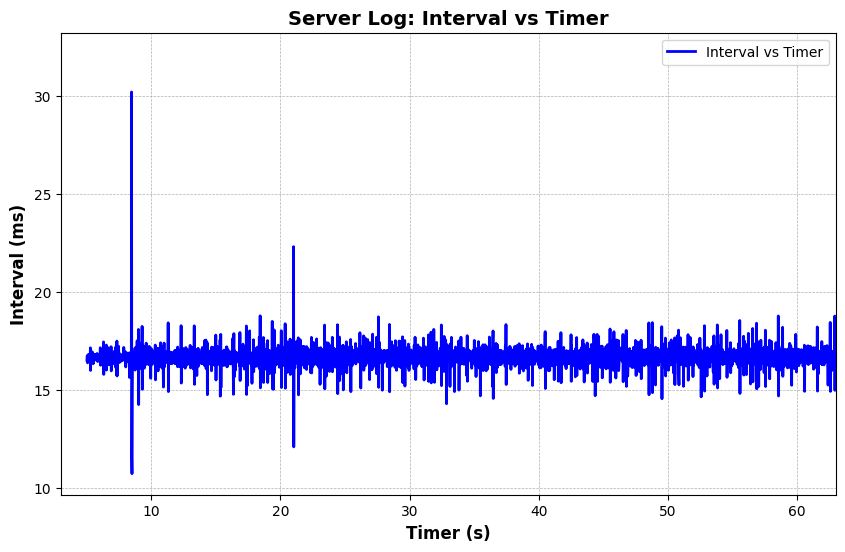 Server Log: Interval vs Timer
Interval vs Timer
30
25
20
15
10
Interval (ms)
10 20 30 40 50 60
Timer (s)